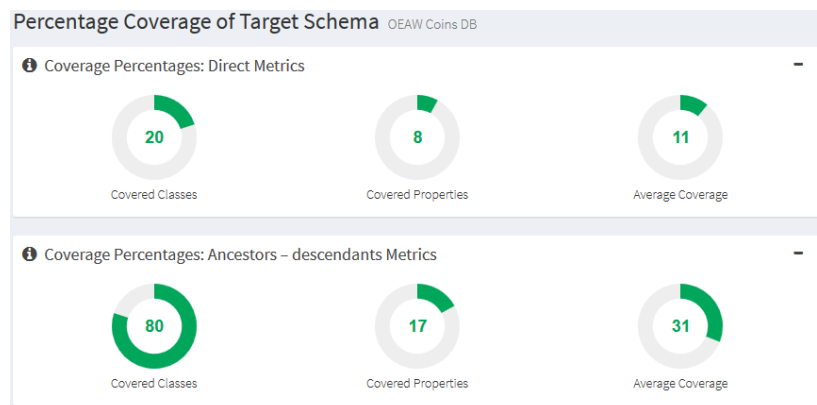 Percentage Coverage of Target Schema OEAW Coins DB
Coverage Percentages: Direct Metrics
20 8 11
Covered Classes Covered Properties Average Coverage
Coverage Percentages: Ancestors – descendants Metrics
80 17 31
Covered Classes Covered Properties Average Coverage